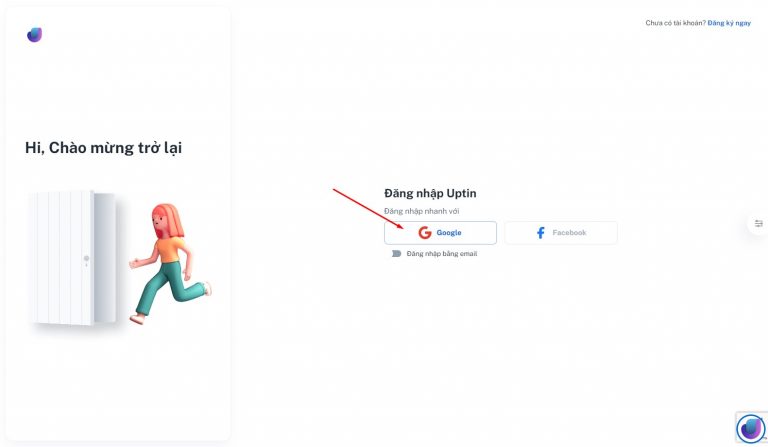 Chưa có tài khoản? Đăng ký ngay
Hi, Chào mừng trở lại
Đăng nhập Uptin
Đăng nhập nhanh với
Google
Facebook
Đăng nhập bằng email